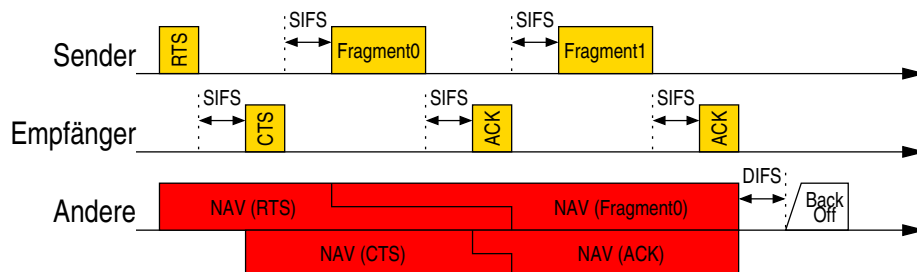 SIFS SIFS
Sender RTS Fragment0 Fragment1
SIFS SIFS SIFS
Empfänger CTS ACK ACK
DIFS
Andere NAV (RTS) NAV (Fragment0) Back
Off
NAV (CTS) NAV (ACK)